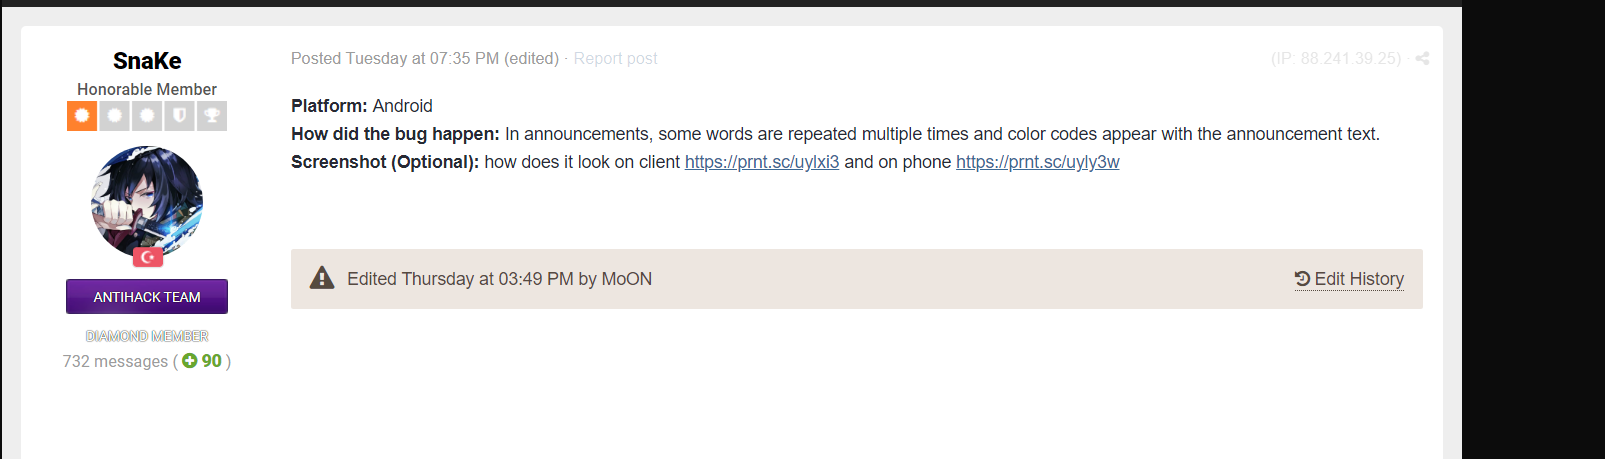 SnaKe
Honorable Member
ANTIHACK TEAM
DIAMOND MEMBER
732 messages ( 90 )
Posted Tuesday at 07:35 PM (edited) · Report post
(IP: 88.241.39.25) ·
Platform: Android
How did the bug happen: In announcements, some words are repeated multiple times and color codes appear with the announcement text.
Screenshot (Optional): how does it look on client https://prnt.sc/uylxi3 and on phone https://prnt.sc/uyly3w
Edited Thursday at 03:49 PM by MoON
Edit History